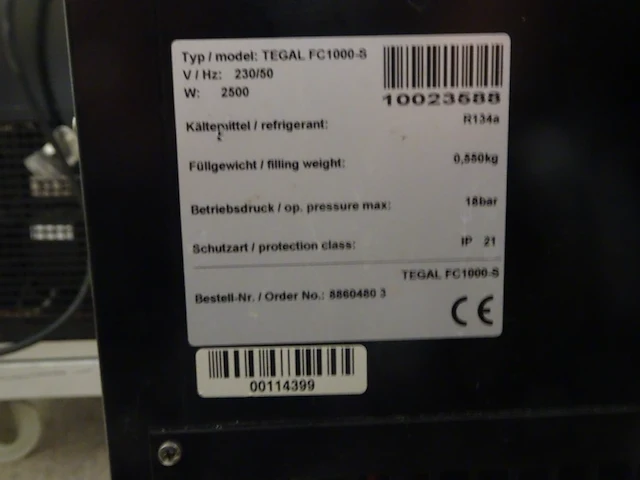 Typ / model: TEGAL FC1000-S
V / Hz: 230/50
W: 2500
10023588
Kältemittel / refrigerant: R134a
Füllgewicht / filling weight: 0,550kg
Betriebsdruck / op. pressure max: 18bar
Schutzart / protection class: IP 21
TEGAL FC1000-S
Bestell-Nr. / Order No.: 8860480 3
CE
00114399